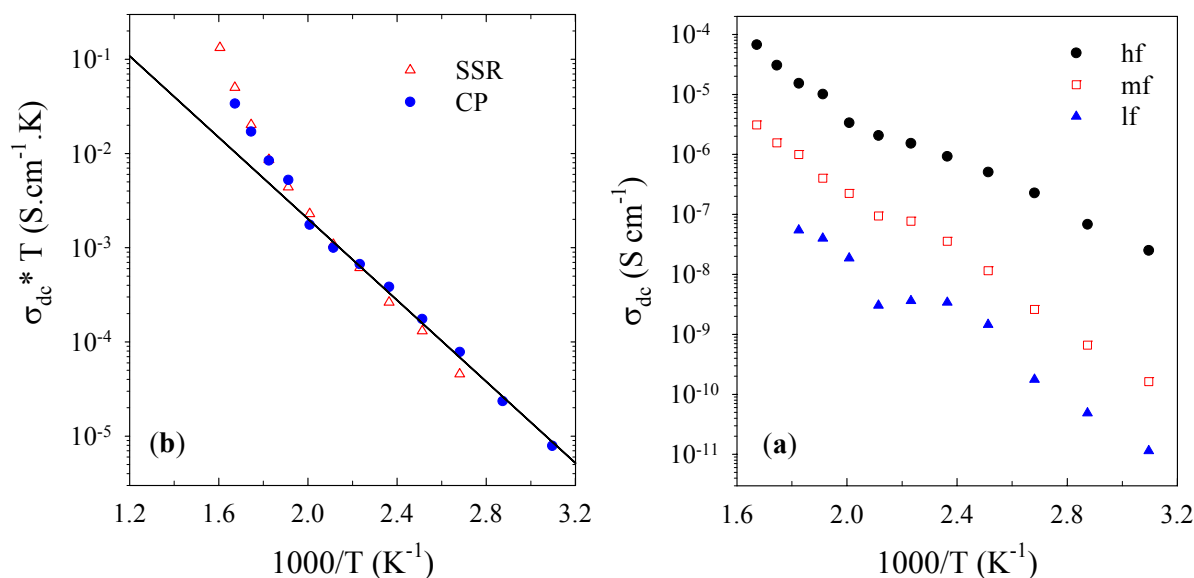 10⁻¹
10⁻²
10⁻³
10⁻⁴
10⁻⁵
σdc* T (S.cm⁻¹.K)
SSR
CP
(b)
1.2 1.6 2.0 2.4 2.8 3.2
1000/T (K⁻¹)
10⁻⁴
10⁻⁵
10⁻⁶
10⁻⁷
10⁻⁸
10⁻⁹
10⁻¹⁰
10⁻¹¹
σdc (S cm⁻¹)
hf
mf
lf
(a)
1.6 2.0 2.4 2.8 3.2
1000/T (K⁻¹)